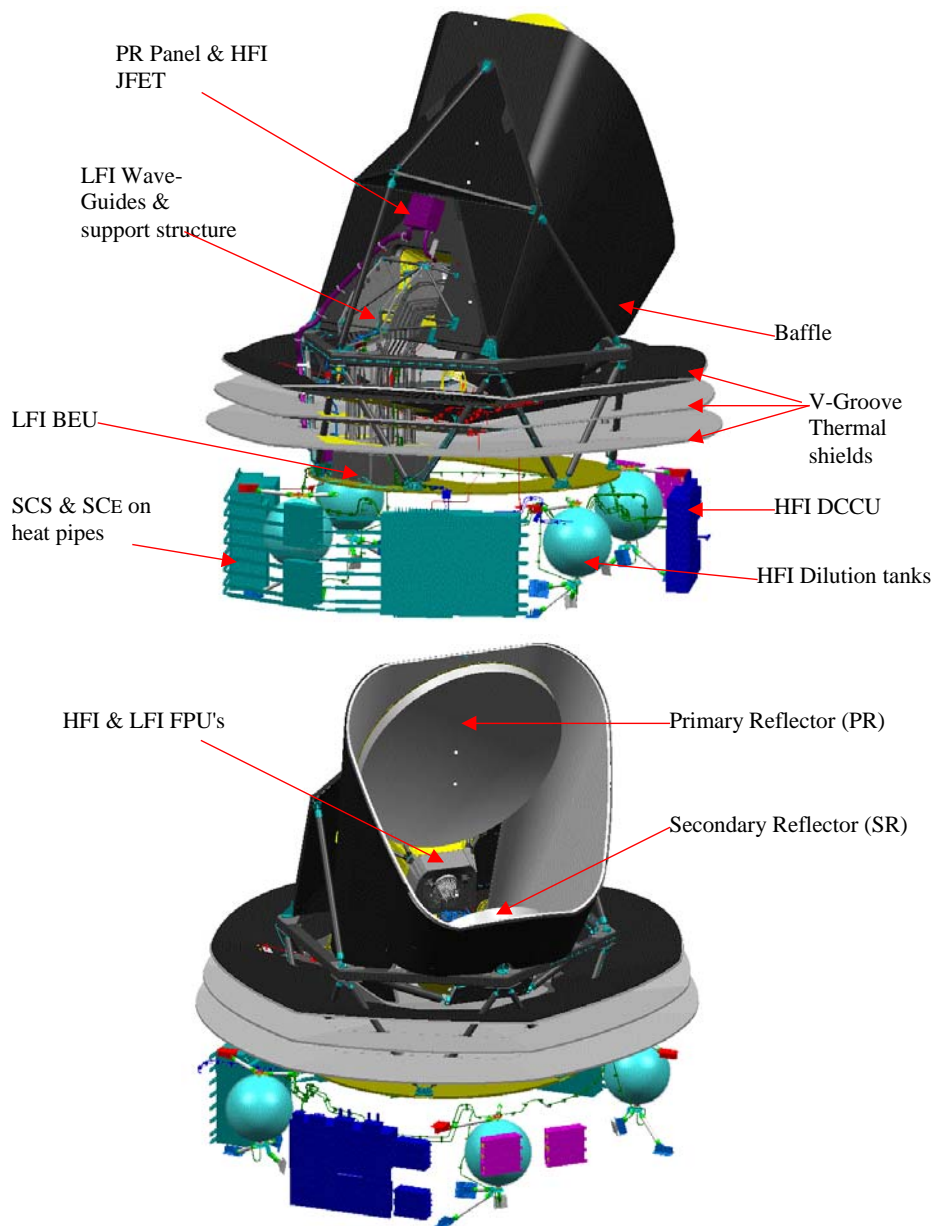 PR Panel & HFI
JFET
LFI Wave-
Guides &
support structure
Baffle
V-Groove
Thermal
shields
LFI BEU
SCS & SCE on
heat pipes
HFI DCCU
HFI Dilution tanks
HFI & LFI FPU's
Primary Reflector (PR)
Secondary Reflector (SR)